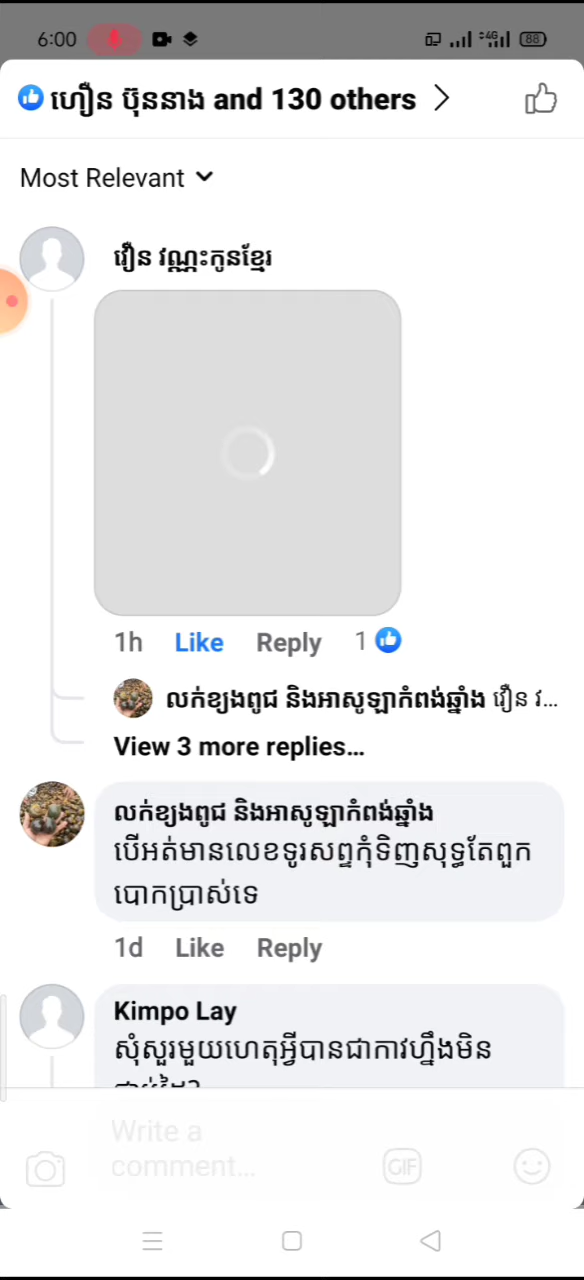 6:00
4G
88
ហឿន ប៊ុននាង and 130 others
Most Relevant
វឿន វណ្ណះកូនខ្មែរ
1h Like Reply 1
លក់ខ្យងពូជ និងអាសូឡាកំពង់ឆ្នាំង វឿន វ...
View 3 more replies...
លក់ខ្យងពូជ និងអាសូឡាកំពង់ឆ្នាំង
បើអត់មានលេខទូរសព្ទកុំទិញសុទ្ធតែពួក
បោកប្រាស់ទេ
1d Like Reply
Kimpo Lay
សុំសួរមួយហេតុអ្វីបានជាកាវហ្នឹងមិន
Write a
comment...
GIF